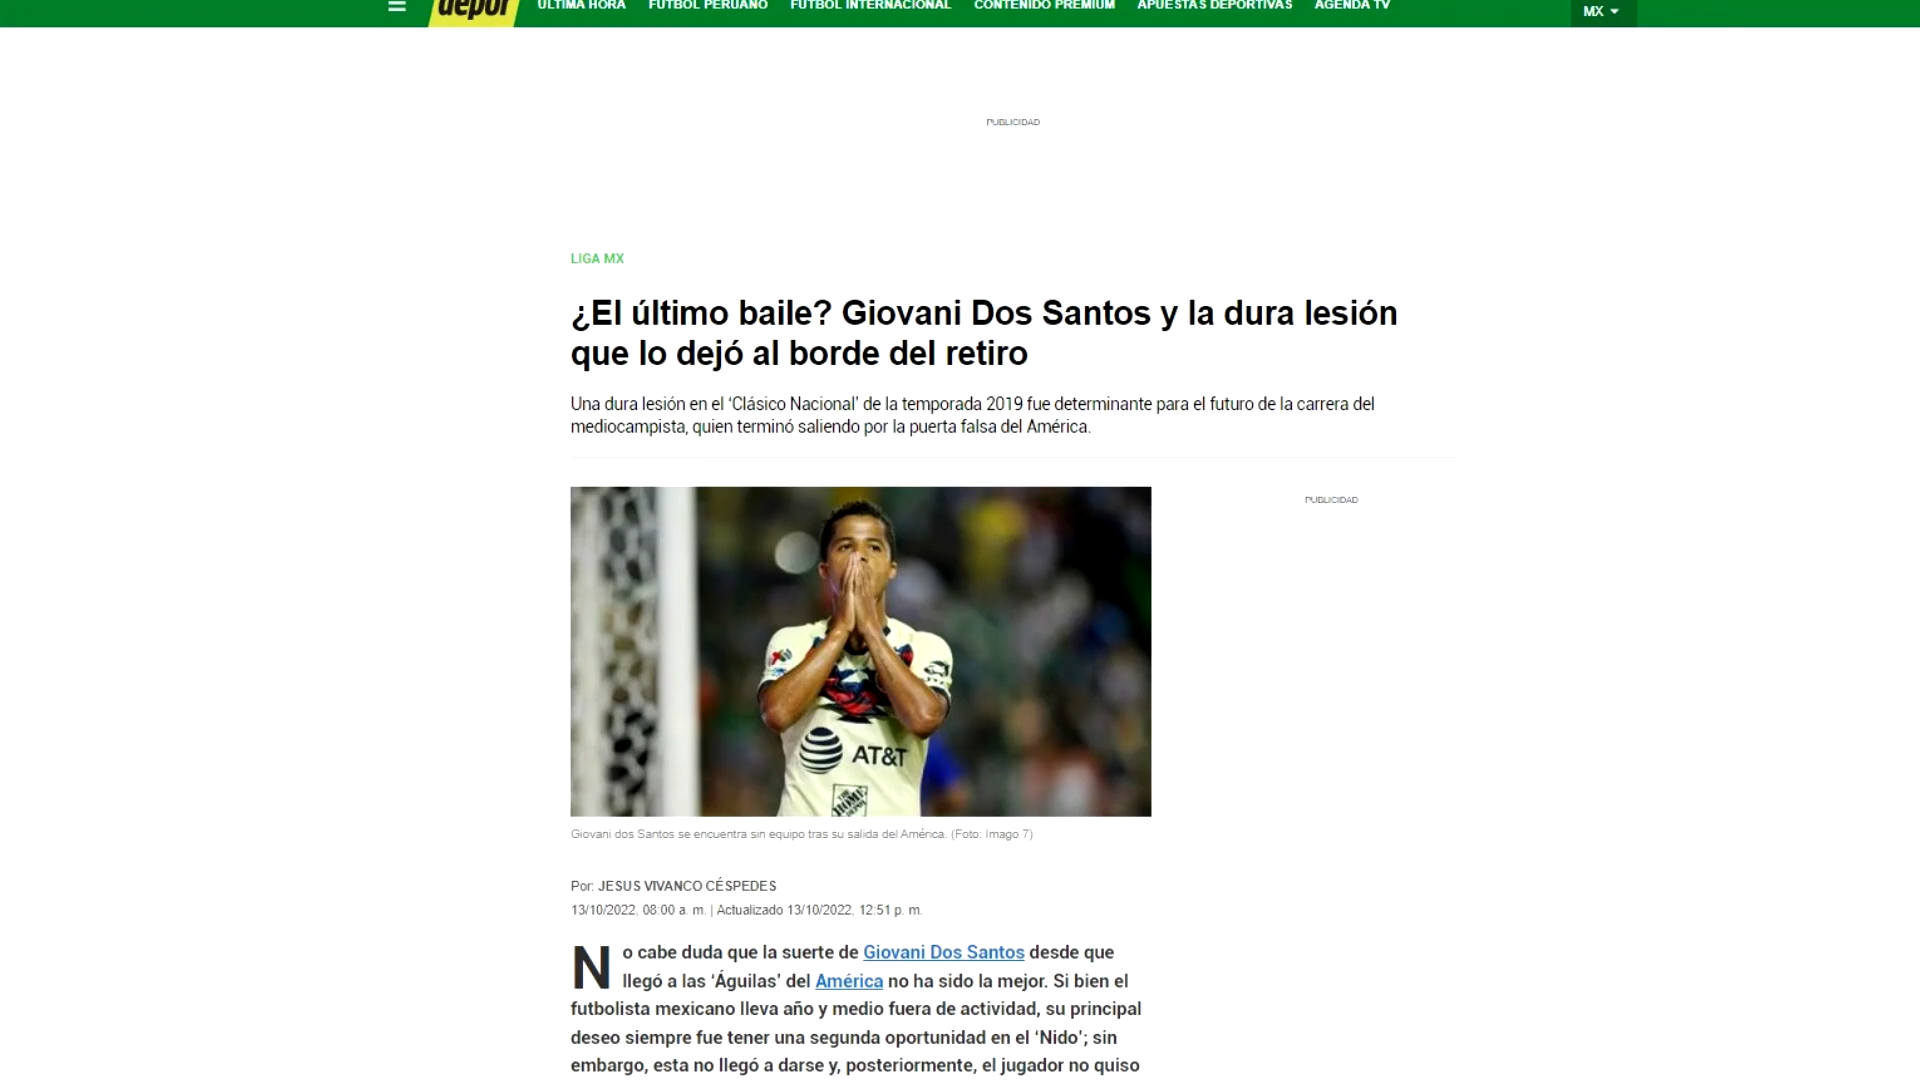 depor
ÚLTIMA HORA
FÚTBOL PERUANO
FÚTBOL INTERNACIONAL
CONTENIDO PREMIUM
APUESTAS DEPORTIVAS
AGENDA TV
MX
PUBLICIDAD
LIGA MX
¿El último baile? Giovani Dos Santos y la dura lesión
que lo dejó al borde del retiro
Una dura lesión en el ‘Clásico Nacional’ de la temporada 2019 fue determinante para el futuro de la carrera del
mediocampista, quien terminó saliendo por la puerta falsa del América.
PUBLICIDAD
AT&T
THE
HOME
DEPOT
Giovani dos Santos se encuentra sin equipo tras su salida del América. (Foto: Imago 7)
Por: JESUS VIVANCO CÉSPEDES
13/10/2022, 08:00 a. m. | Actualizado 13/10/2022, 12:51 p. m.
No cabe duda que la suerte de Giovani Dos Santos desde que
llegó a las ‘Águilas’ del América no ha sido la mejor. Si bien el
futbolista mexicano lleva año y medio fuera de actividad, su principal
deseo siempre fue tener una segunda oportunidad en el ‘Nido’; sin
embargo, esta no llegó a darse y, posteriormente, el jugador no quiso